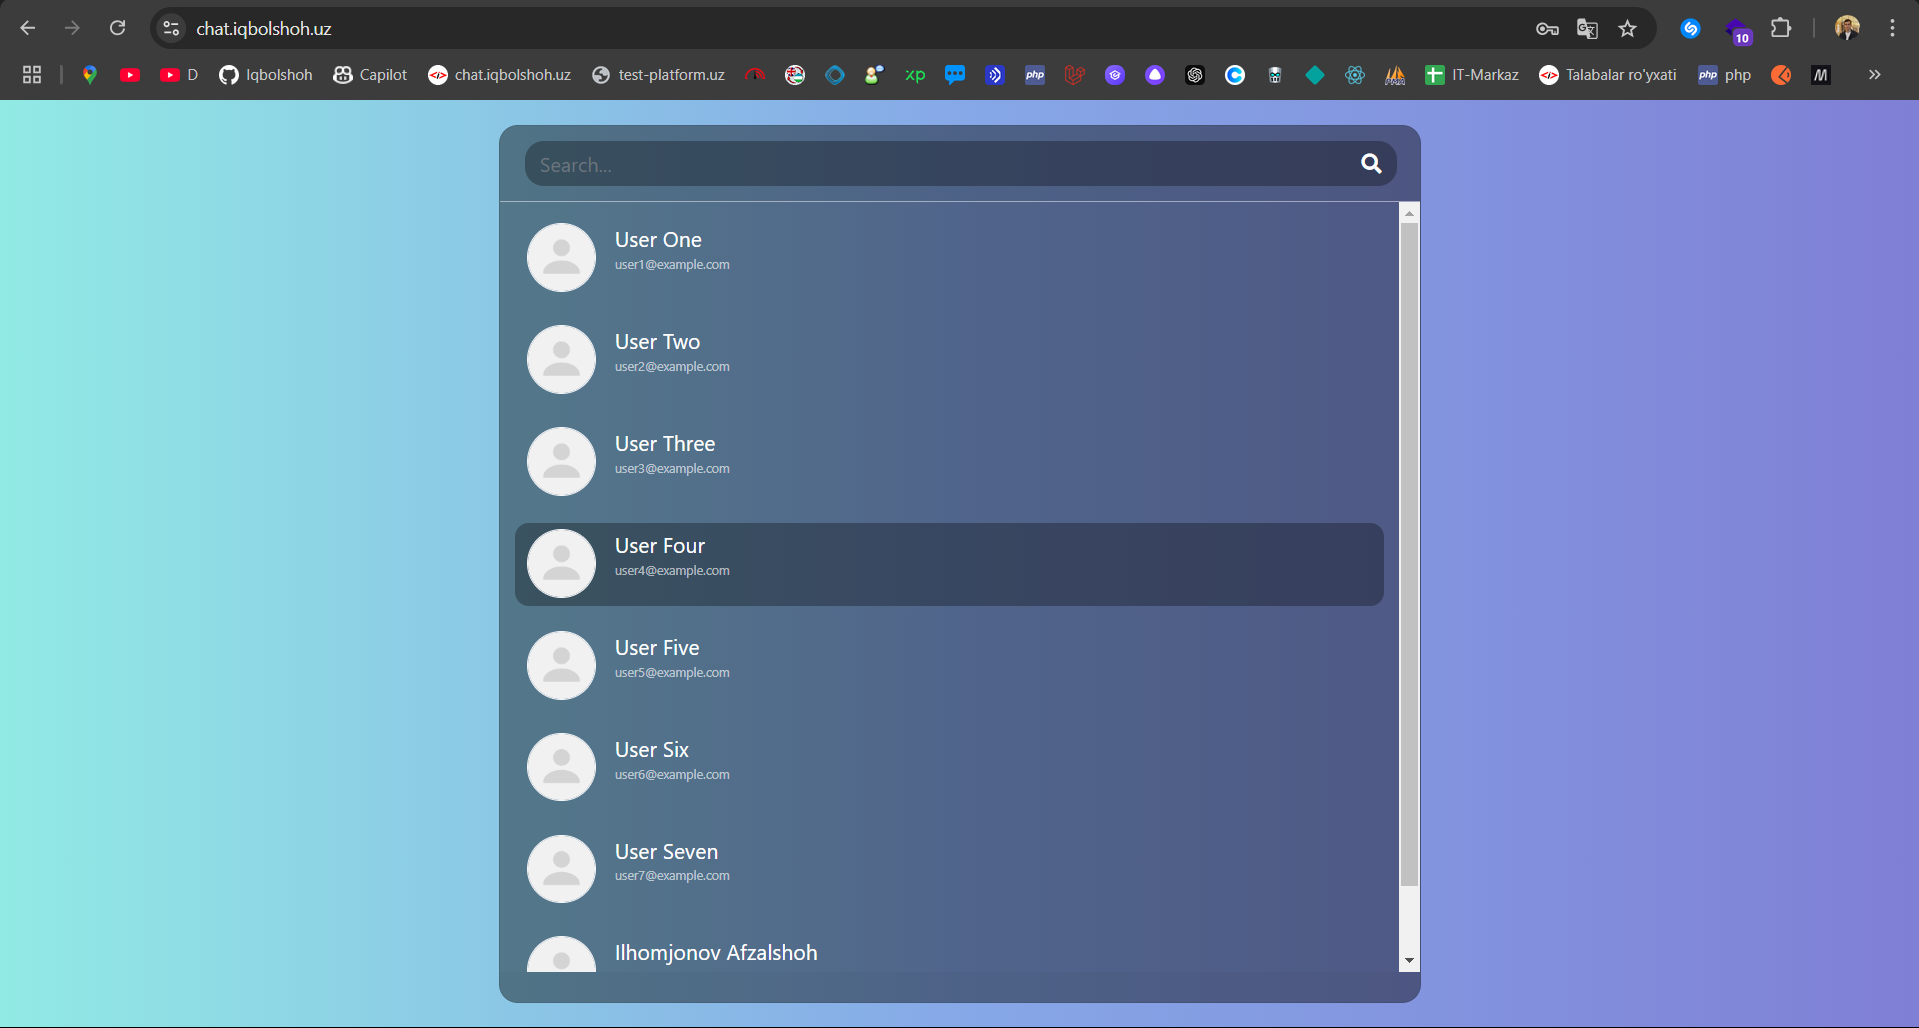 chat.iqbolshoh.uz
10
D
Iqbolshoh
Capilot
chat.iqbolshoh.uz
test-platform.uz
xp
php
PMA
IT-Markaz
Talabalar ro'yxati
php
php
M
Search...
User One
user1@example.com
User Two
user2@example.com
User Three
user3@example.com
User Four
user4@example.com
User Five
user5@example.com
User Six
user6@example.com
User Seven
user7@example.com
Ilhomjonov Afzalshoh